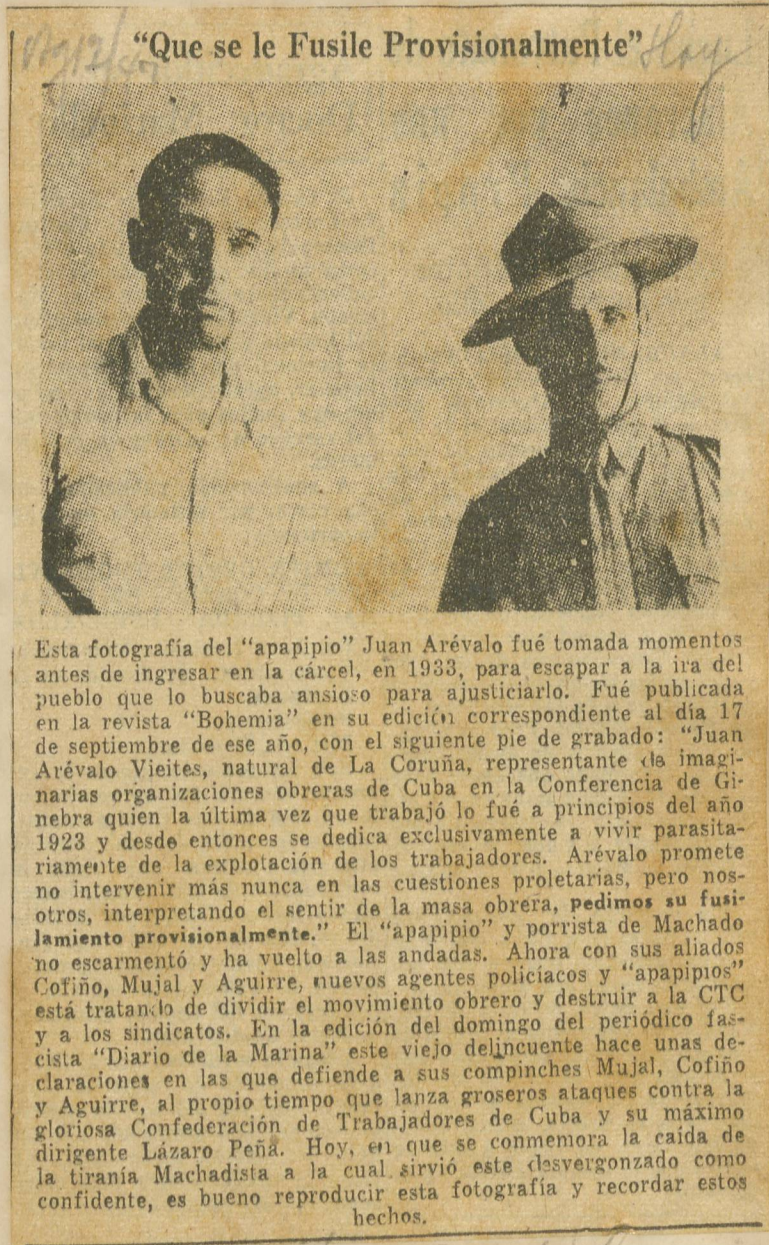 Ag 12/47
Hoy
"Que se le Fusile Provisionalmente"
Esta fotografía del "apapipio" Juan Arévalo fué tomada momentos
antes de ingresar en la cárcel, en 1933, para escapar a la ira del
pueblo que lo buscaba ansioso para ajusticiarlo. Fué publicada
en la revista "Bohemia" en su edición correspondiente al día 17
de septiembre de ese año, con el siguiente pie de grabado: "Juan
Arévalo Vieites, natural de La Coruña, representante de imagi-
narias organizaciones obreras de Cuba en la Conferencia de Gi-
nebra quien la última vez que trabajó lo fué a principios del año
1923 y desde entonces se dedica exclusivamente a vivir parasita-
riamente de la explotación de los trabajadores. Arévalo promete
no intervenir más nunca en las cuestiones proletarias, pero nos-
otros, interpretando el sentir de la masa obrera, pedimos su fusi-
lamiento provisionalmente." El "apapipio" y porrista de Machado
no escarmentó y ha vuelto a las andadas. Ahora con sus aliados
Cofiño, Mujal y Aguirre, nuevos agentes policíacos y "apapipios"
está tratando de dividir el movimiento obrero y destruir a la CTC
y a los sindicatos. En la edición del domingo del periódico fas-
cista "Diario de la Marina" este viejo delincuente hace unas de-
claraciones en las que defiende a sus compinches Mujal, Cofiño
y Aguirre, al propio tiempo que lanza groseros ataques contra la
gloriosa Confederación de Trabajadores de Cuba y su máximo
dirigente Lázaro Peña. Hoy, en que se conmemora la caída de
la tiranía Machadista a la cual sirvió este desvergonzado como
confidente, es bueno reproducir esta fotografía y recordar estos
hechos.